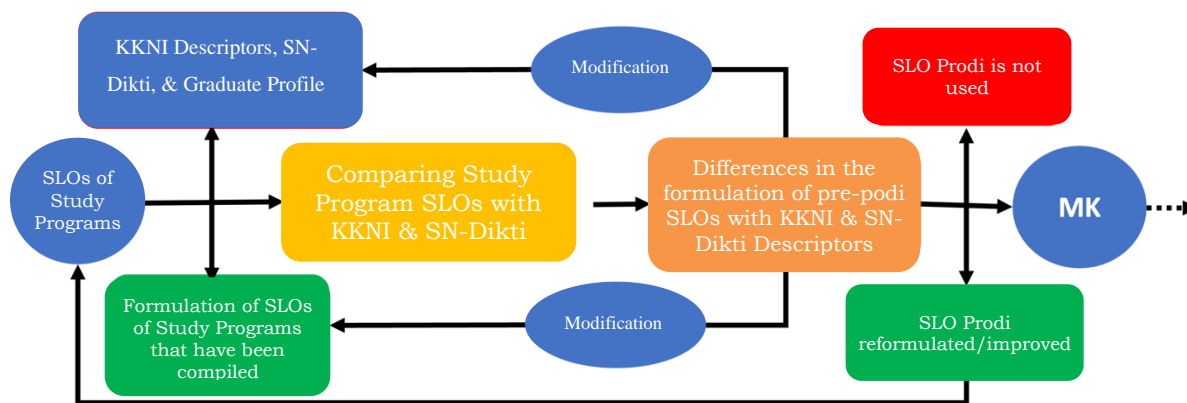 KKNI Descriptors, SN-
Dikti, & Graduate Profile
Modification
SLO Prodi is not
used
SLOs of
Study
Programs
Comparing Study
Program SLOs with
KKNI & SN-Dikti
Differences in the
formulation of pre-podi
SLOs with KKNI & SN-
Dikti Descriptors
MK
Formulation of SLOs
of Study Programs
that have been
compiled
Modification
SLO Prodi
reformulated/improved